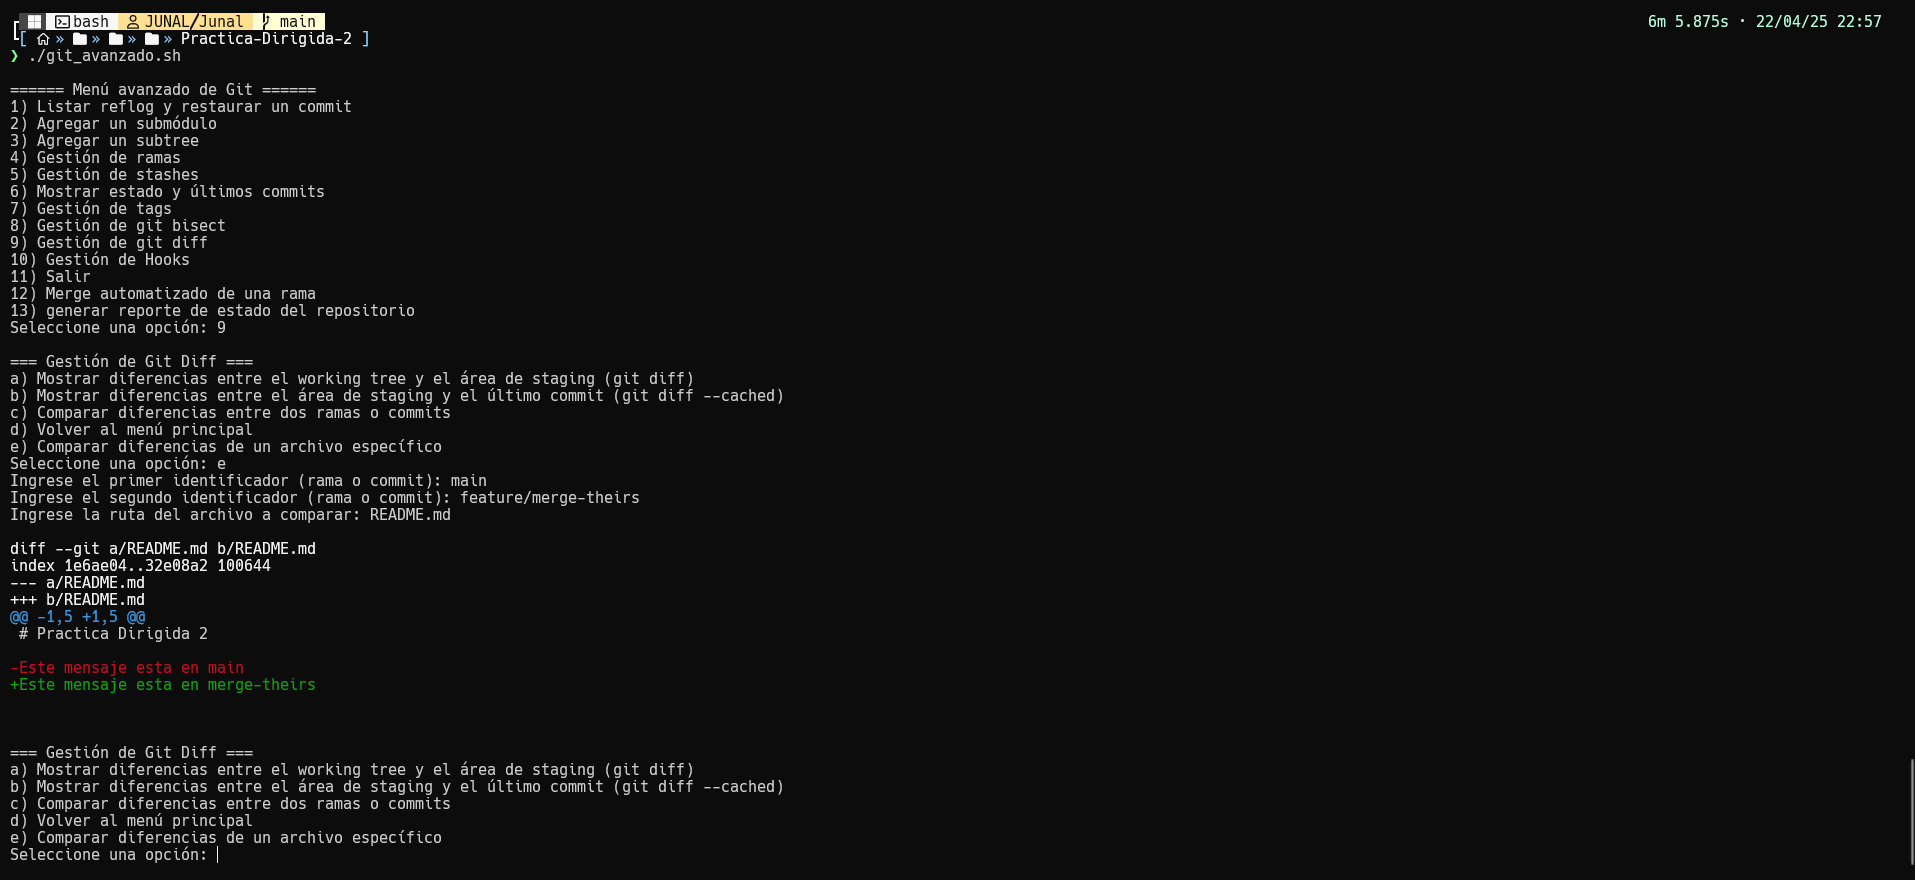 bash JUNAL/Junal main 6m 5.875s · 22/04/25 22:57
[ » » » » Practica-Dirigida-2 ]
❯ ./git_avanzado.sh
====== Menú avanzado de Git ======
1) Listar reflog y restaurar un commit
2) Agregar un submódulo
3) Agregar un subtree
4) Gestión de ramas
5) Gestión de stashes
6) Mostrar estado y últimos commits
7) Gestión de tags
8) Gestión de git bisect
9) Gestión de git diff
10) Gestión de Hooks
11) Salir
12) Merge automatizado de una rama
13) generar reporte de estado del repositorio
Seleccione una opción: 9
=== Gestión de Git Diff ===
a) Mostrar diferencias entre el working tree y el área de staging (git diff)
b) Mostrar diferencias entre el área de staging y el último commit (git diff --cached)
c) Comparar diferencias entre dos ramas o commits
d) Volver al menú principal
e) Comparar diferencias de un archivo específico
Seleccione una opción: e
Ingrese el primer identificador (rama o commit): main
Ingrese el segundo identificador (rama o commit): feature/merge-theirs
Ingrese la ruta del archivo a comparar: README.md
diff --git a/README.md b/README.md
index 1e6ae04..32e08a2 100644
--- a/README.md
+++ b/README.md
@@ -1,5 +1,5 @@
# Practica Dirigida 2
-Este mensaje esta en main
+Este mensaje esta en merge-theirs
=== Gestión de Git Diff ===
a) Mostrar diferencias entre el working tree y el área de staging (git diff)
b) Mostrar diferencias entre el área de staging y el último commit (git diff --cached)
c) Comparar diferencias entre dos ramas o commits
d) Volver al menú principal
e) Comparar diferencias de un archivo específico
Seleccione una opción: